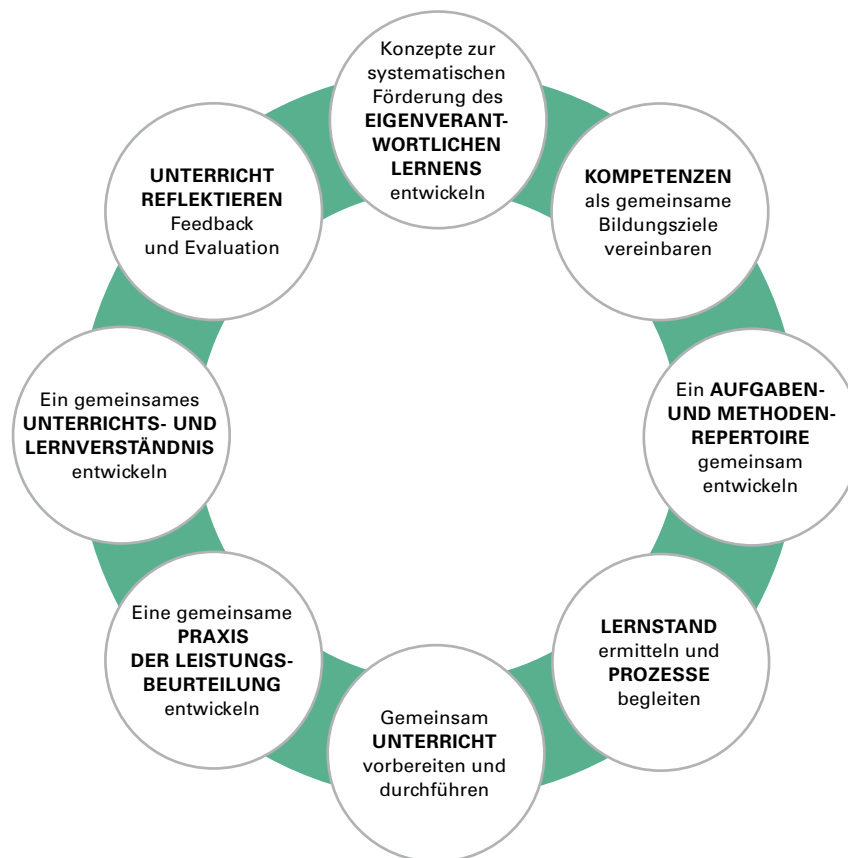 Konzepte zur
systematischen
Förderung des
EIGENVERANT-
WORTLICHEN
LERNENS
entwickeln
KOMPETENZEN
als gemeinsame
Bildungsziele
vereinbaren
Ein AUFGABEN-
UND METHODEN-
REPERTOIRE
gemeinsam
entwickeln
LERNSTAND
ermitteln und
PROZESSE
begleiten
Gemeinsam
UNTERRICHT
vorbereiten und
durchführen
Eine gemeinsame
PRAXIS
DER LEISTUNGS-
BEURTEILUNG
entwickeln
Ein gemeinsames
UNTERRICHTS- UND
LERNVERSTÄNDNIS
entwickeln
UNTERRICHT
REFLEKTIEREN
Feedback
und Evaluation